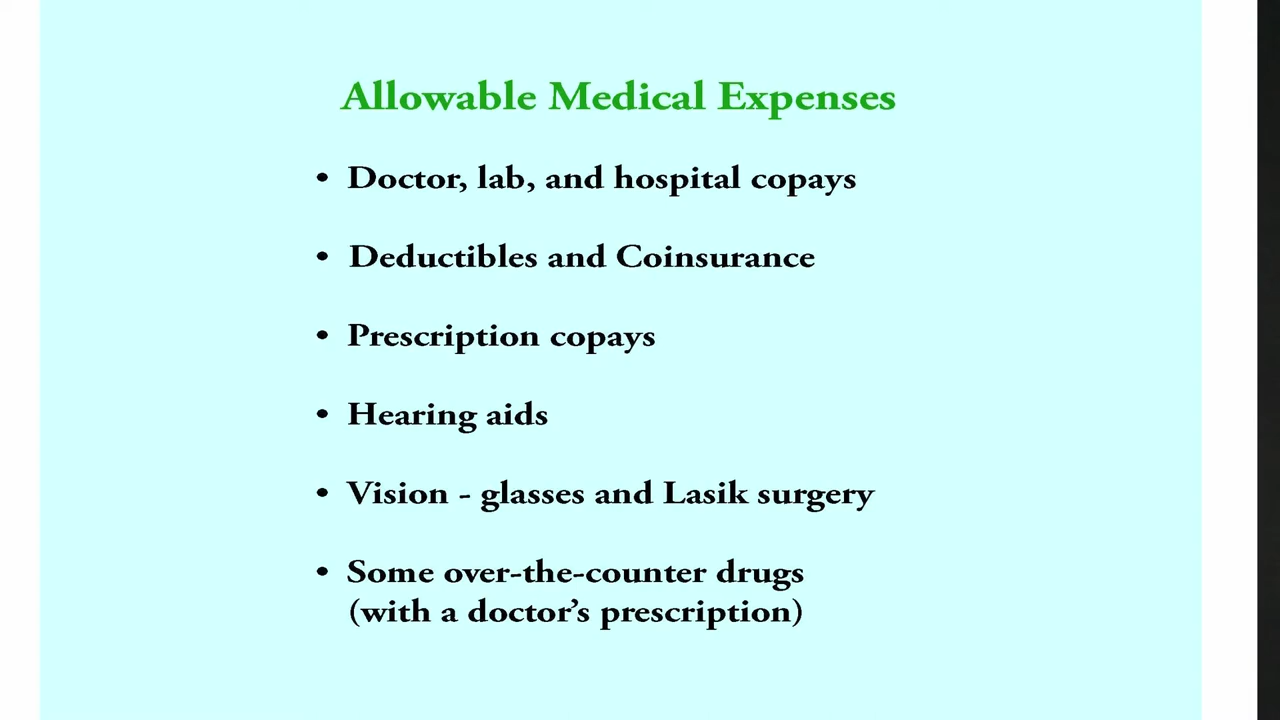 Allowable Medical Expenses
• Doctor, lab, and hospital copays
• Deductibles and Coinsurance
• Prescription copays
• Hearing aids
• Vision - glasses and Lasik surgery
• Some over-the-counter drugs
(with a doctor’s prescription)